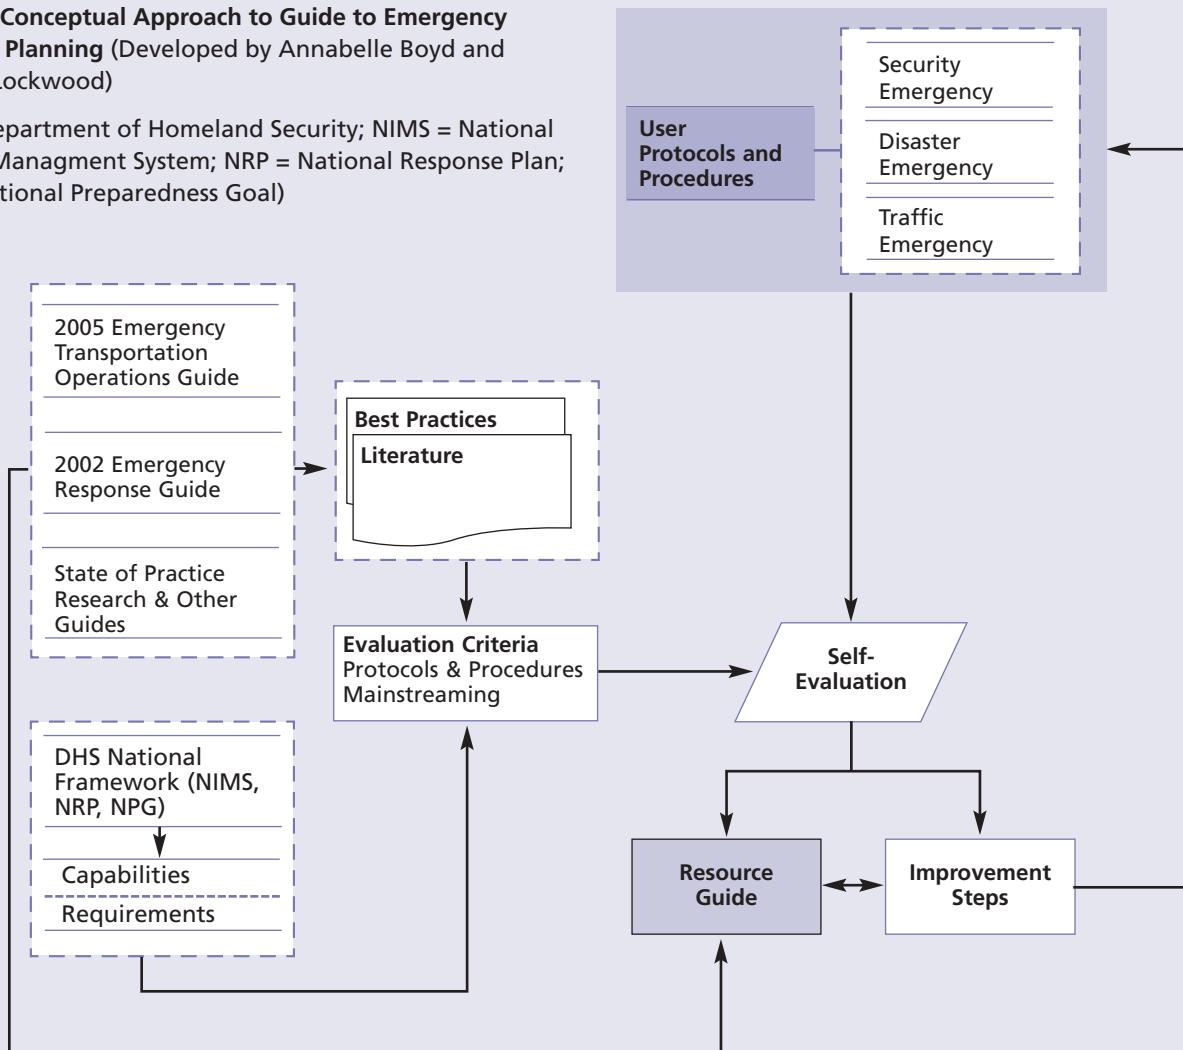 Conceptual Approach to Guide to Emergency
Planning (Developed by Annabelle Boyd and
Lockwood)
epartment of Homeland Security; NIMS = National
Managment System; NRP = National Response Plan;
tional Preparedness Goal)
User
Protocols and
Procedures
Security
Emergency
Disaster
Emergency
Traffic
Emergency
2005 Emergency
Transportation
Operations Guide
2002 Emergency
Response Guide
State of Practice
Research & Other
Guides
Best Practices
Literature
Evaluation Criteria
Protocols & Procedures
Mainstreaming
Self-
Evaluation
DHS National
Framework (NIMS,
NRP, NPG)
Capabilities
Requirements
Resource
Guide
Improvement
Steps